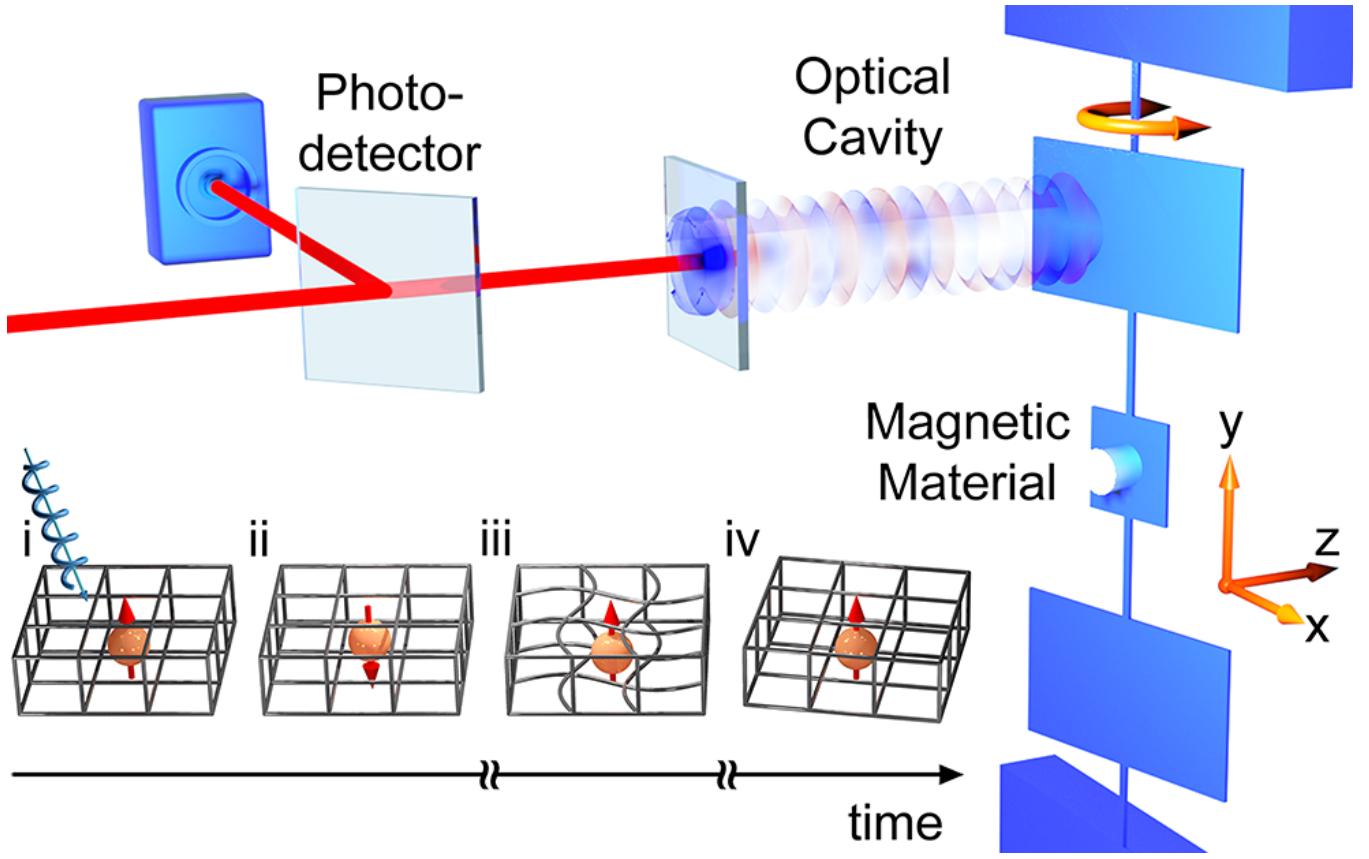 Photo-
detector
Optical
Cavity
Magnetic
Material
y
z
x
i
ii
iii
iv
time